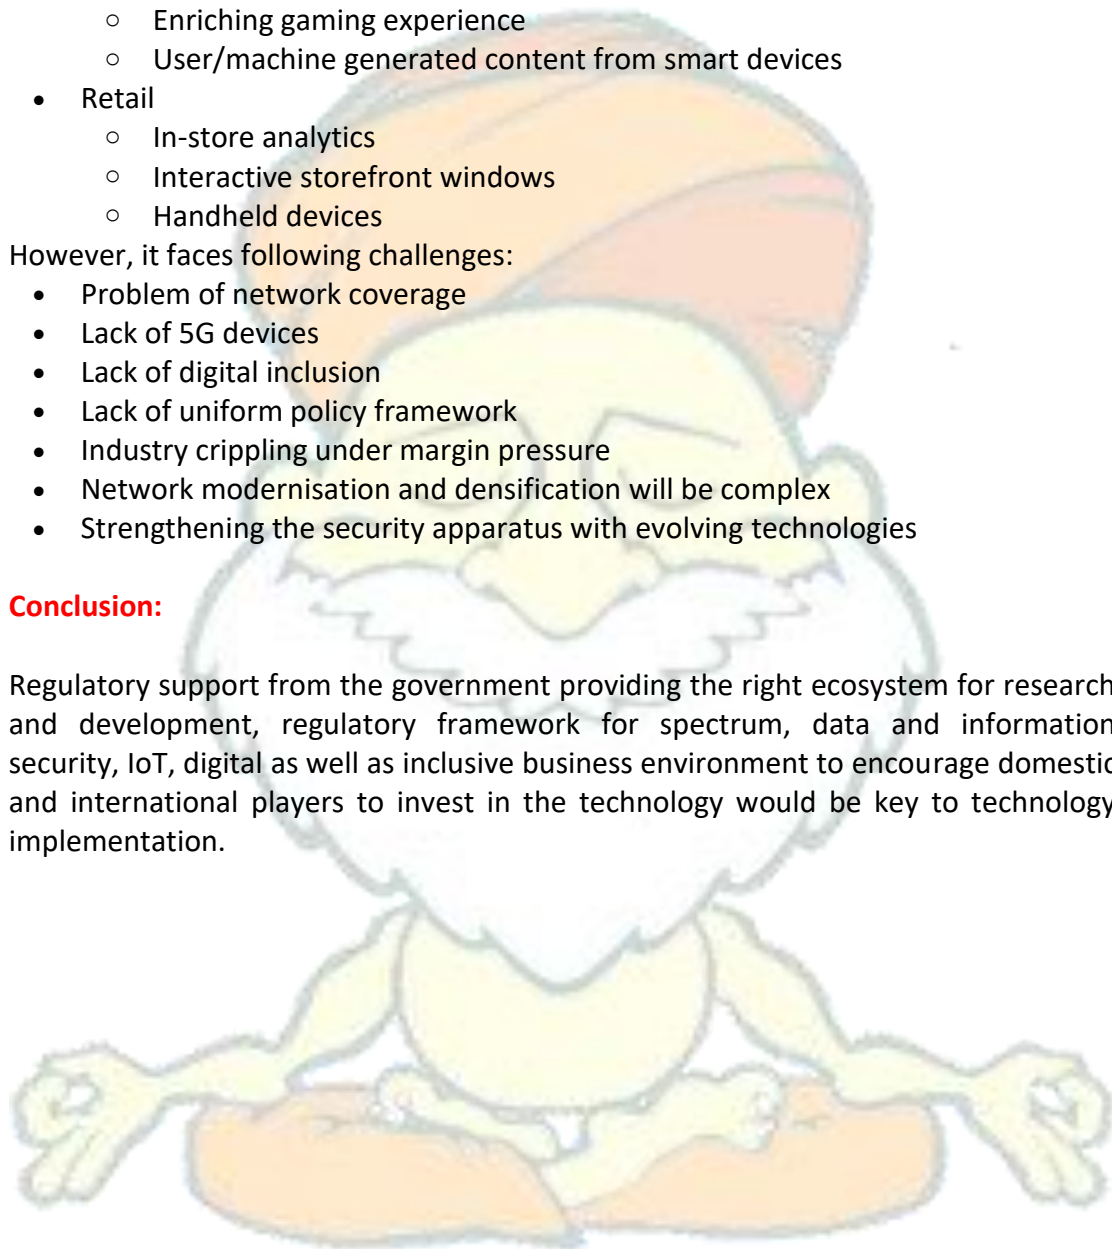 ○ Enriching gaming experience
○ User/machine generated content from smart devices
• Retail
○ In-store analytics
○ Interactive storefront windows
○ Handheld devices
However, it faces following challenges:
• Problem of network coverage
• Lack of 5G devices
• Lack of digital inclusion
• Lack of uniform policy framework
• Industry crippling under margin pressure
• Network modernisation and densification will be complex
• Strengthening the security apparatus with evolving technologies
Conclusion:
Regulatory support from the government providing the right ecosystem for research
and development, regulatory framework for spectrum, data and information
security, IoT, digital as well as inclusive business environment to encourage domestic
and international players to invest in the technology would be key to technology
implementation.